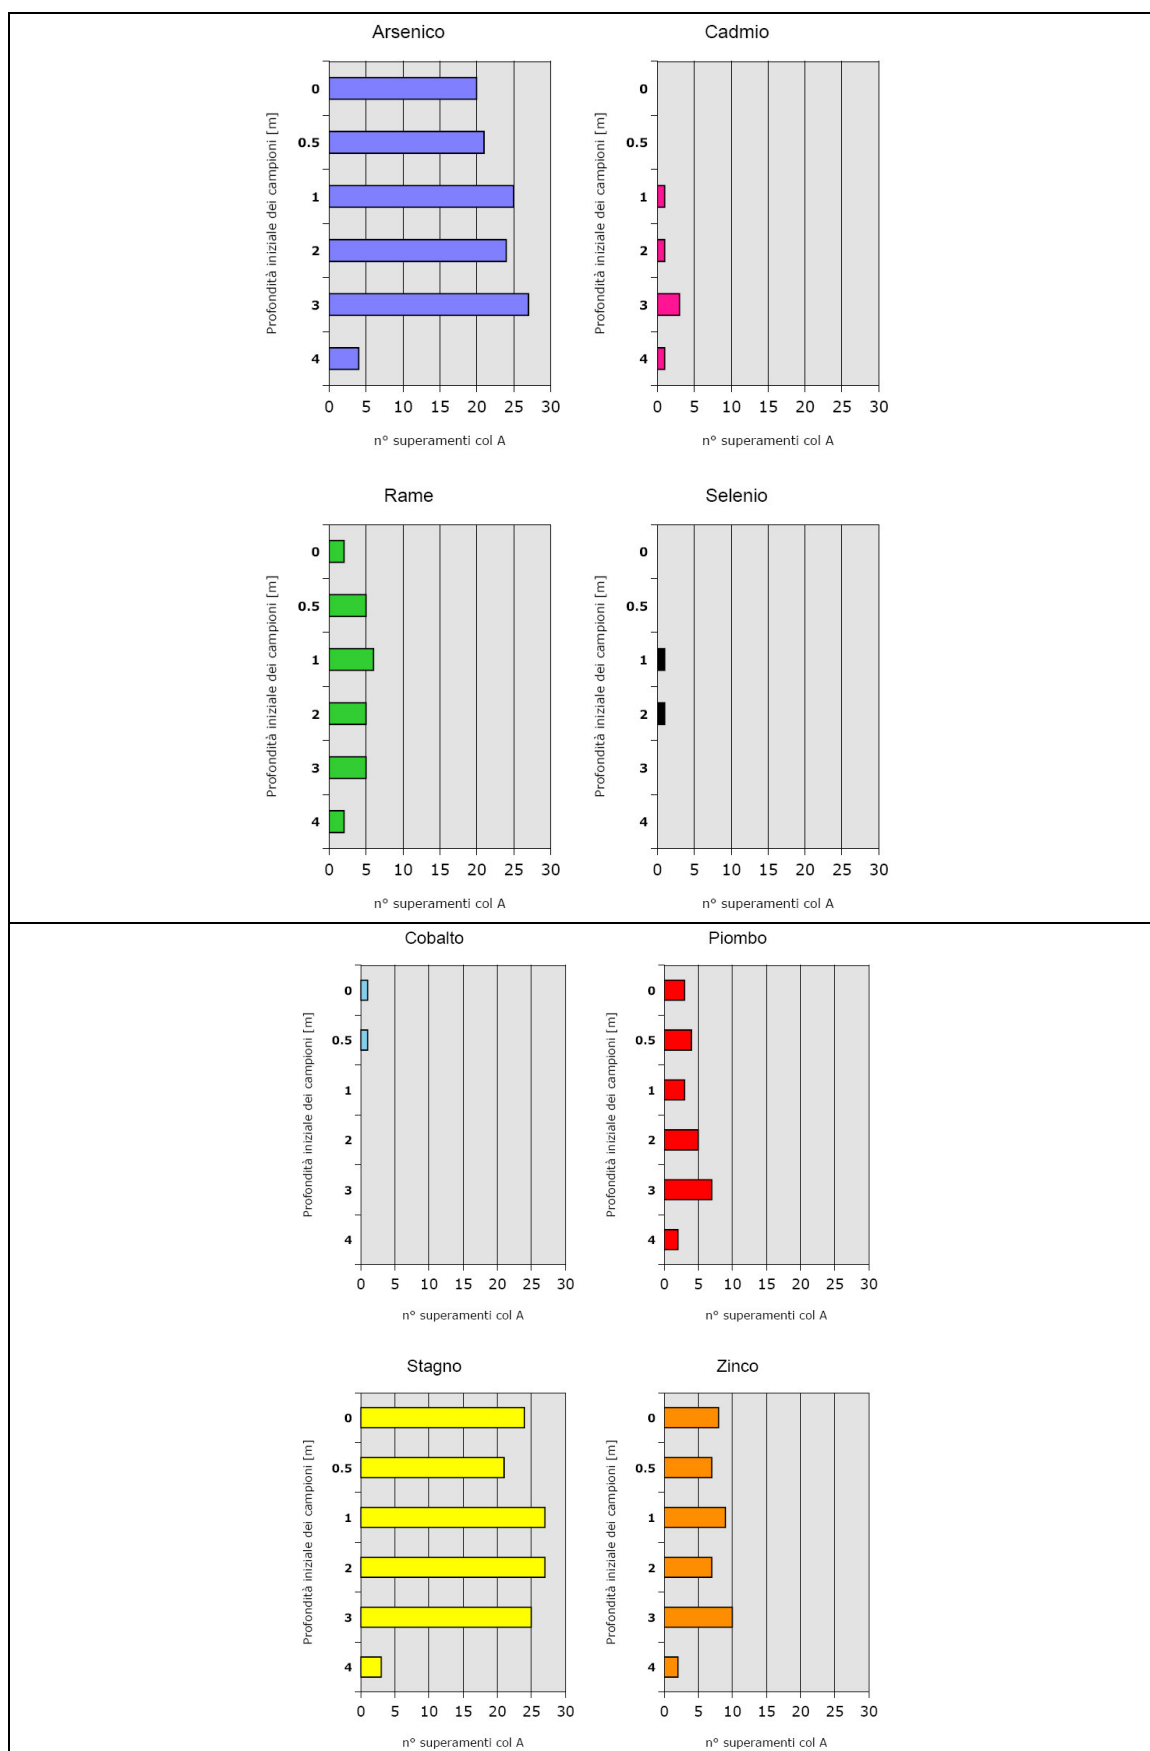 Arsenico
Profondità iniziale dei campioni [m]
0
0.5
1
2
3
4
0 5 10 15 20 25 30
n° superamenti col A
Cadmio
Profondità iniziale dei campioni [m]
0
0.5
1
2
3
4
0 5 10 15 20 25 30
n° superamenti col A
Rame
Profondità iniziale dei campioni [m]
0
0.5
1
2
3
4
0 5 10 15 20 25 30
n° superamenti col A
Selenio
Profondità iniziale dei campioni [m]
0
0.5
1
2
3
4
0 5 10 15 20 25 30
n° superamenti col A
Cobalto
Profondità iniziale dei campioni [m]
0
0.5
1
2
3
4
0 5 10 15 20 25 30
n° superamenti col A
Piombo
Profondità iniziale dei campioni [m]
0
0.5
1
2
3
4
0 5 10 15 20 25 30
n° superamenti col A
Stagno
Profondità iniziale dei campioni [m]
0
0.5
1
2
3
4
0 5 10 15 20 25 30
n° superamenti col A
Zinco
Profondità iniziale dei campioni [m]
0
0.5
1
2
3
4
0 5 10 15 20 25 30
n° superamenti col A